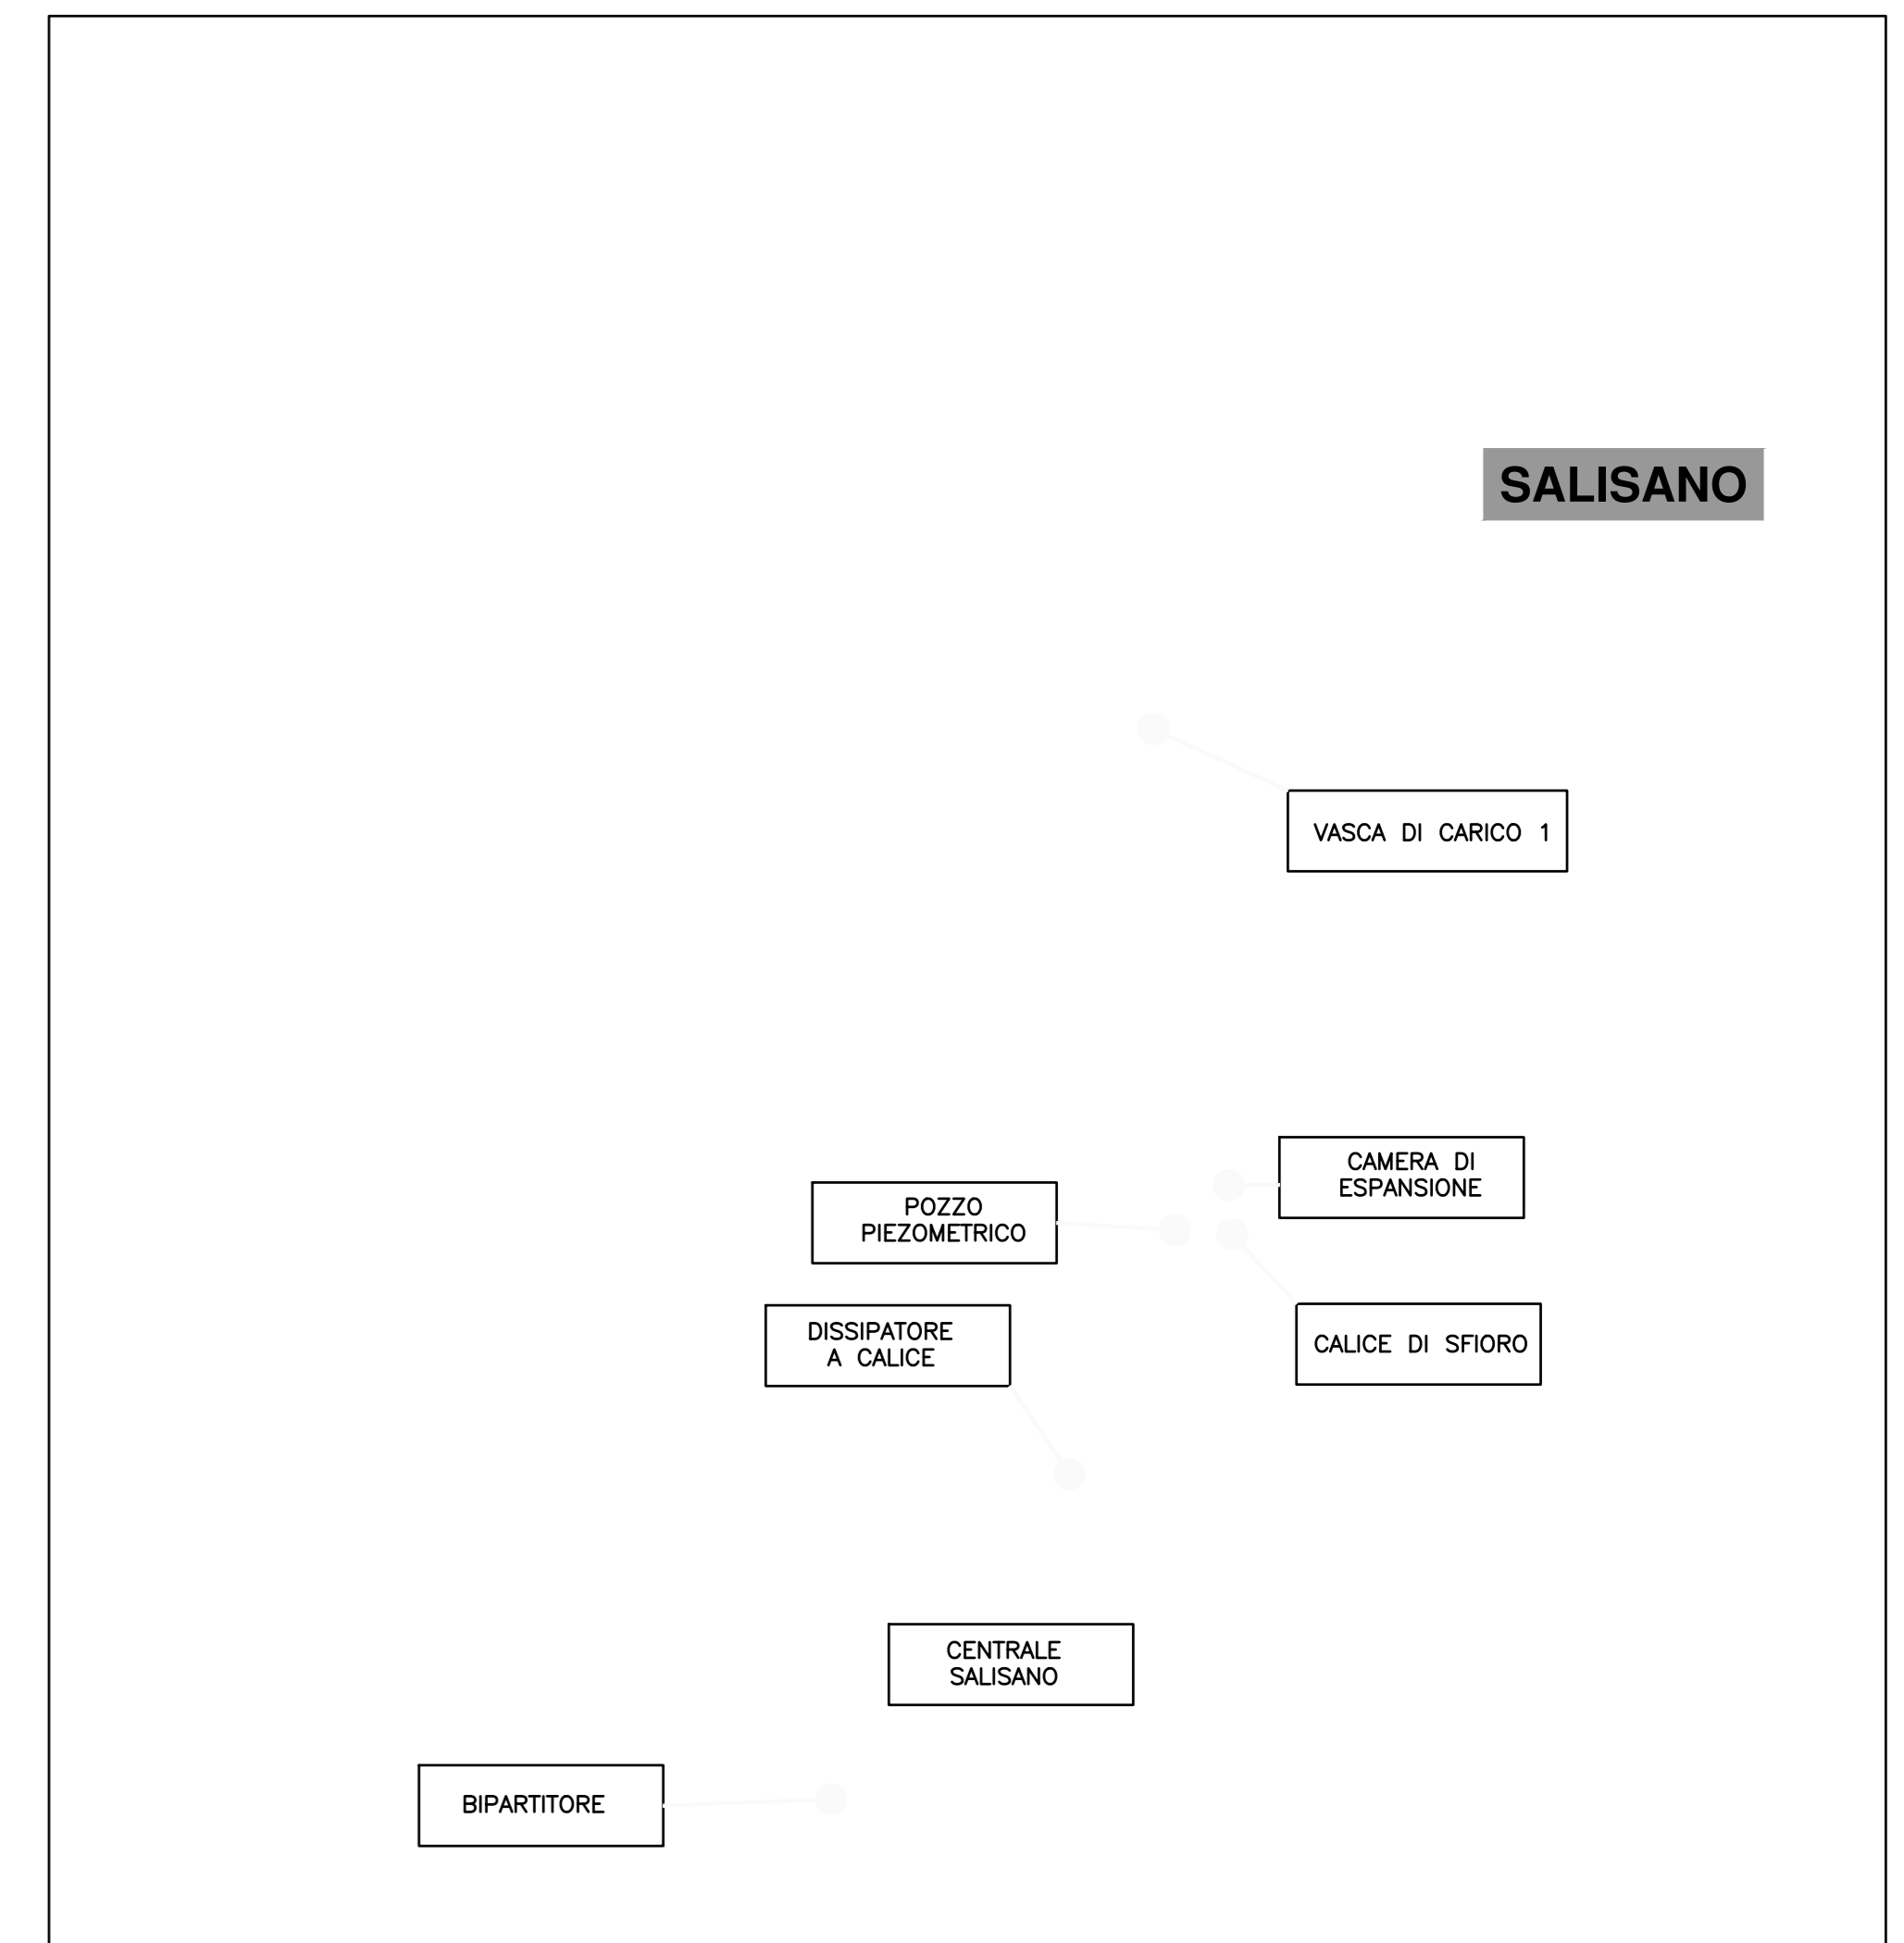 SALISANO
VASCA DI CARICO 1
CAMERA DI
ESPANSIONE
POZZO
PIEZOMETRICO
DISSIPATORE
A CALICE
CALICE DI SFIORO
CENTRALE
SALISANO
BIPARTITORE